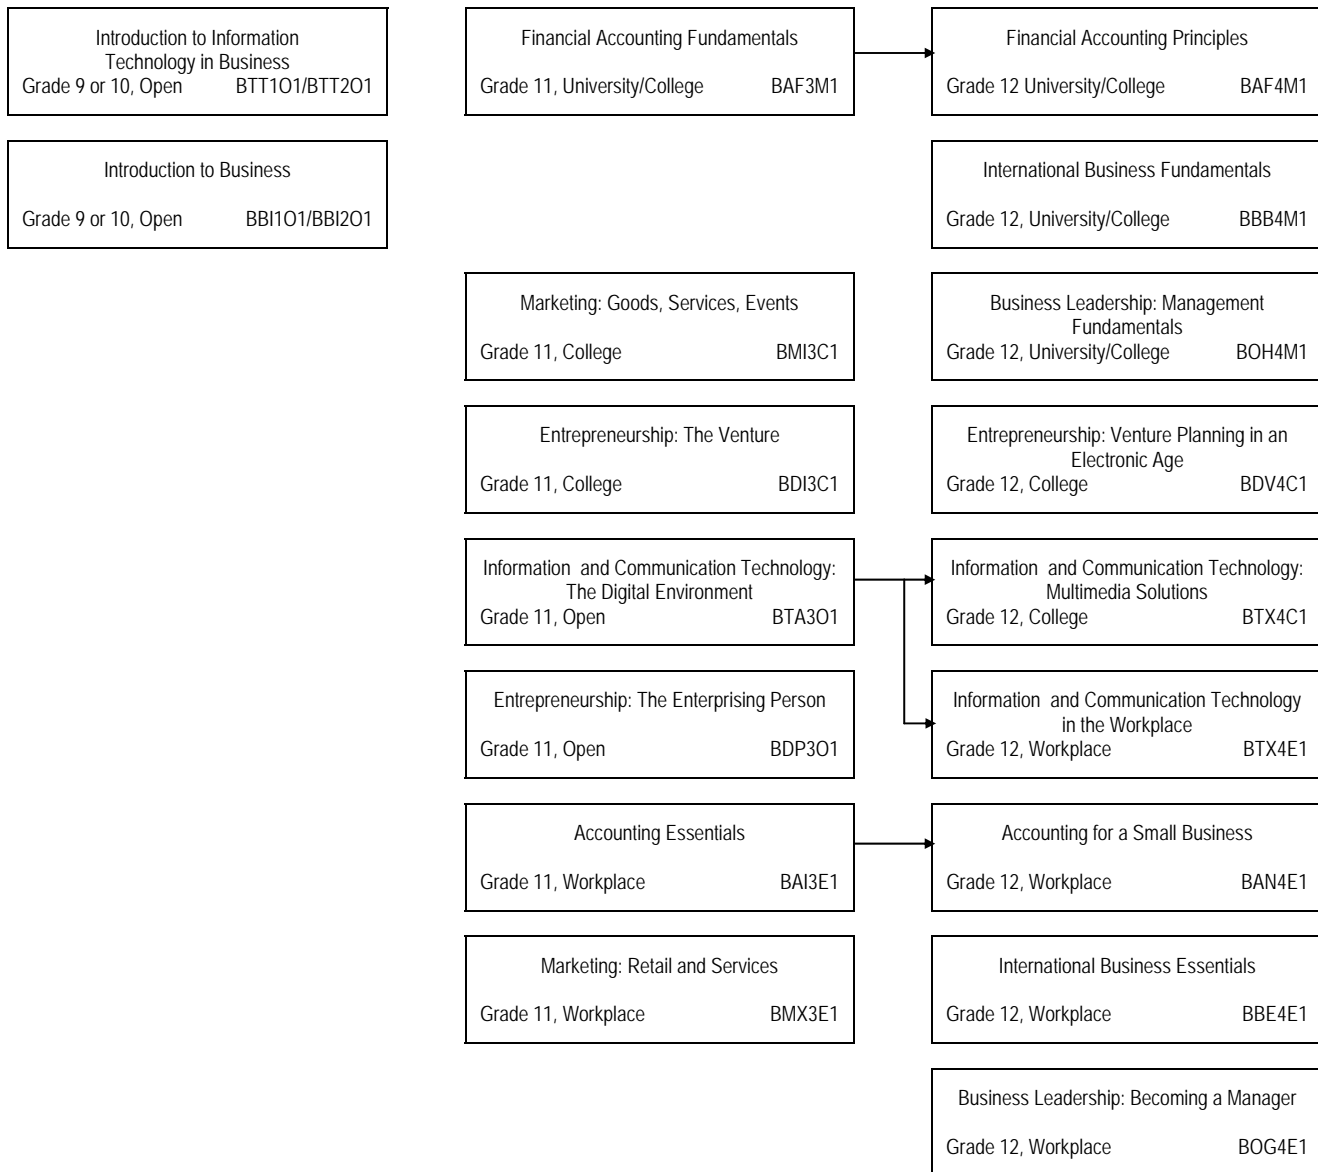 Introduction to Information
Technology in Business
Grade 9 or 10, Open BTT1O1/BTT2O1
Financial Accounting Fundamentals
Grade 11, University/College BAF3M1
Financial Accounting Principles
Grade 12 University/College BAF4M1
Introduction to Business
Grade 9 or 10, Open BBI1O1/BBI2O1
International Business Fundamentals
Grade 12, University/College BBB4M1
Marketing: Goods, Services, Events
Grade 11, College BMI3C1
Business Leadership: Management
Fundamentals
Grade 12, University/College BOH4M1
Entrepreneurship: The Venture
Grade 11, College BDI3C1
Entrepreneurship: Venture Planning in an
Electronic Age
Grade 12, College BDV4C1
Information and Communication Technology:
The Digital Environment
Grade 11, Open BTA3O1
Information and Communication Technology:
Multimedia Solutions
Grade 12, College BTX4C1
Entrepreneurship: The Enterprising Person
Grade 11, Open BDP3O1
Information and Communication Technology
in the Workplace
Grade 12, Workplace BTX4E1
Accounting Essentials
Grade 11, Workplace BAI3E1
Accounting for a Small Business
Grade 12, Workplace BAN4E1
Marketing: Retail and Services
Grade 11, Workplace BMX3E1
International Business Essentials
Grade 12, Workplace BBE4E1
Business Leadership: Becoming a Manager
Grade 12, Workplace BOG4E1